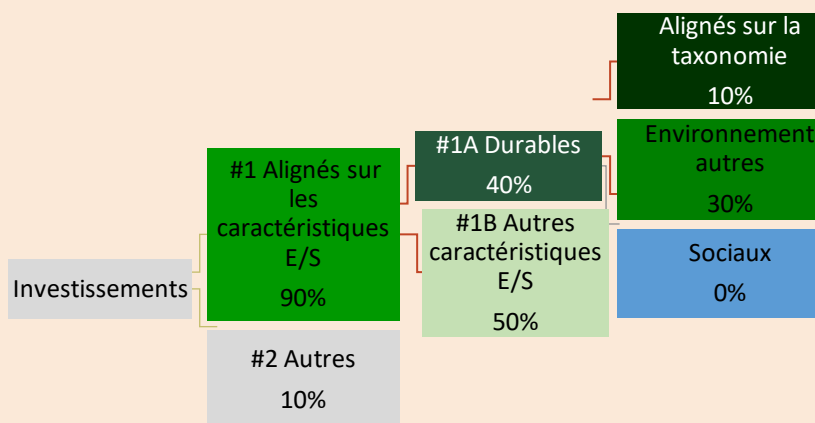 Investissements
#1 Alignés sur
les
caractéristiques
E/S
90%
#2 Autres
10%
#1A Durables
40%
#1B Autres
caractéristiques
E/S
50%
Alignés sur la
taxonomie
10%
Environnement
autres
30%
Sociaux
0%